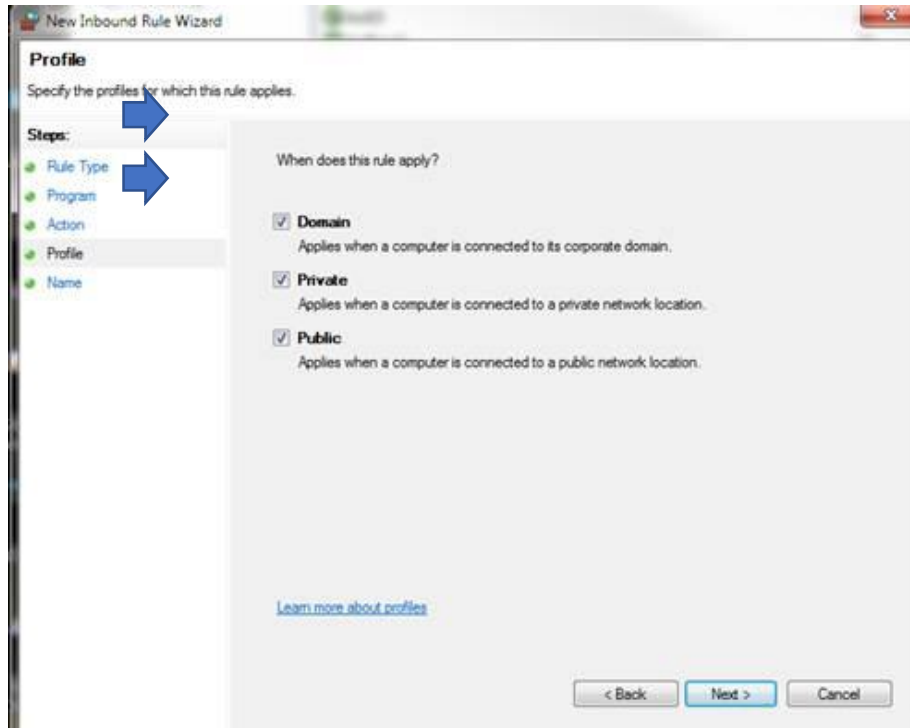 New Inbound Rule Wizard
Profile
Specify the profiles for which this rule applies.
Steps:
Rule Type
Program
Action
Profile
Name
When does this rule apply?
Domain
Applies when a computer is connected to its corporate domain.
Private
Applies when a computer is connected to a private network location.
Public
Applies when a computer is connected to a public network location.
Learn more about profiles
< Back
Next >
Cancel